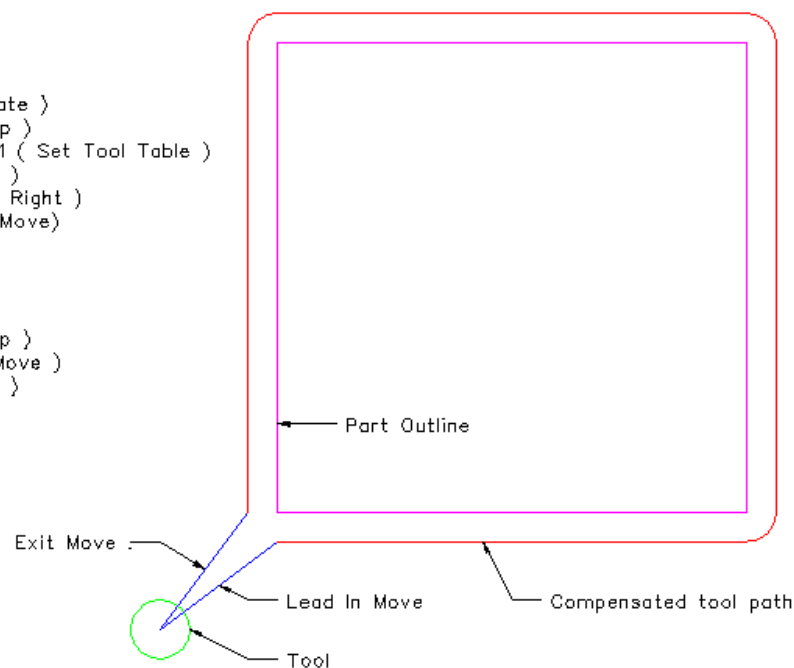 ate )
p )
1 ( Set Tool Table )
)
Right )
Move)
p )
Move )
)
Part Outline
Exit Move
Lead In Move
Compensated tool path
Tool